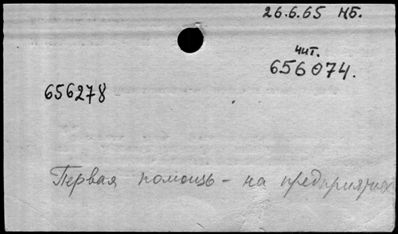 26.6.65 НБ.
чит.
656074.
656278
Первая помощь - на предприятиях